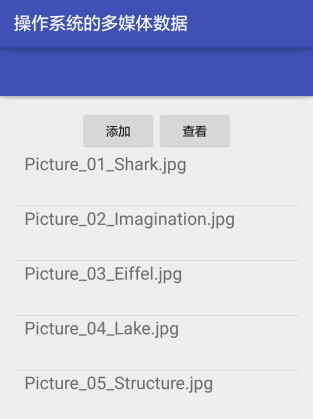 操作系统的多媒体数据
添加 查看
Picture_01_Shark.jpg
Picture_02_Imagination.jpg
Picture_03_Eiffel.jpg
Picture_04_Lake.jpg
Picture_05_Structure.jpg